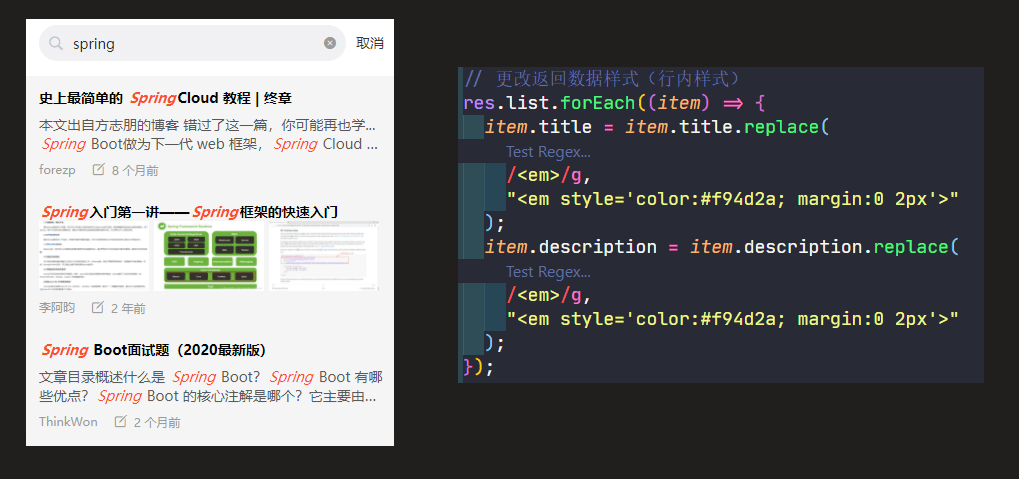 spring
取消
史上最简单的 SpringCloud 教程 | 终章
本文出自方志朋的博客 错过了这一篇，你可能再也学...
Spring Boot做为下一代 web 框架，Spring Cloud ...
forezp 8 个月前
Spring入门第一讲——Spring框架的快速入门
李阿昀 2 年前
Spring Boot面试题（2020最新版）
文章目录概述什么是 Spring Boot？Spring Boot 有哪
些优点？Spring Boot 的核心注解是哪个？它主要由...
ThinkWon 2 个月前
// 更改返回数据样式（行内样式）
res.list.forEach((item) => {
item.title = item.title.replace(
Test Regex...
/<em>/g,
"<em style='color:#f94d2a; margin:0 2px'>"
);
item.description = item.description.replace(
Test Regex...
/<em>/g,
"<em style='color:#f94d2a; margin:0 2px'>"
);
});